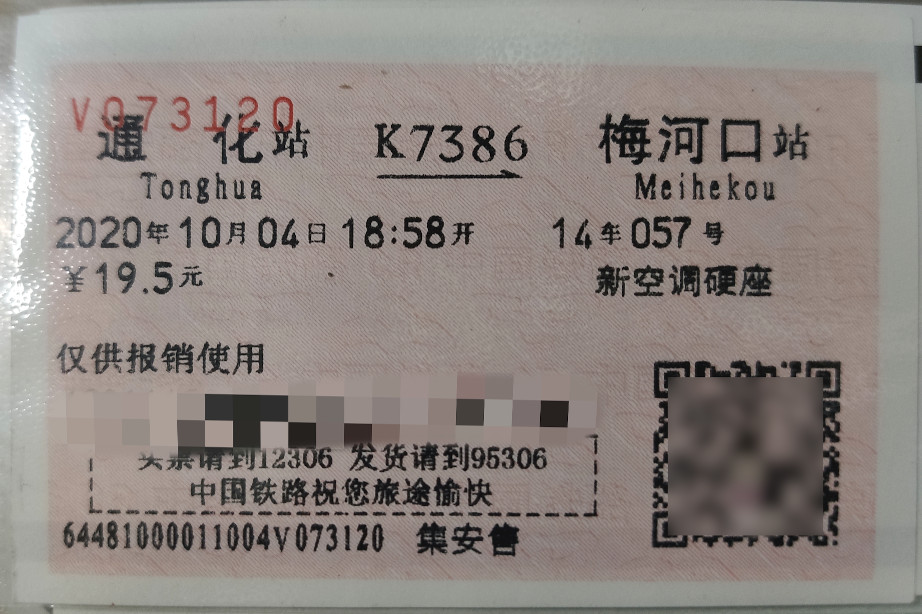 V073120
通化站 K7386 梅河口站
Tonghua Meihekou
2020年10月04日18:58开 14车057号
￥19.5元 新空调硬座
仅供报销使用
买票请到12306 发货请到95306
中国铁路祝您旅途愉快
64481000011004V073120 集安售